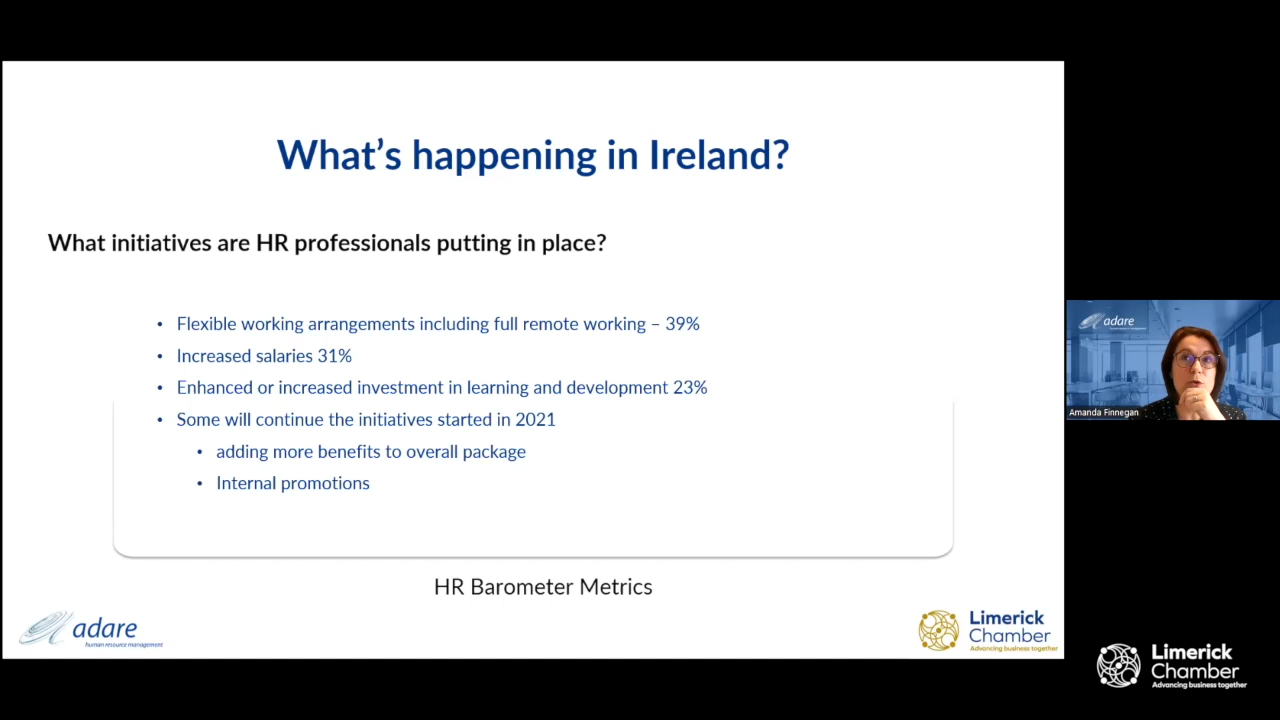 What's happening in Ireland?
What initiatives are HR professionals putting in place?
• Flexible working arrangements including full remote working – 39%
• Increased salaries 31%
• Enhanced or increased investment in learning and development 23%
• Some will continue the initiatives started in 2021
• adding more benefits to overall package
• Internal promotions
HR Barometer Metrics
adare
human resource management
Limerick
Chamber
Advancing business together
adare
Amanda Finnegan
Limerick
Chamber
Advancing business together